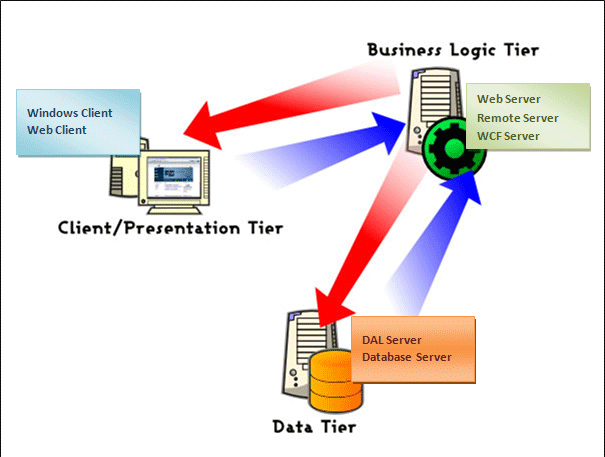 Business Logic Tier
Windows Client
Web Client
Web Server
Remote Server
WCF Server
Client/Presentation Tier
DAL Server
Database Server
Data Tier